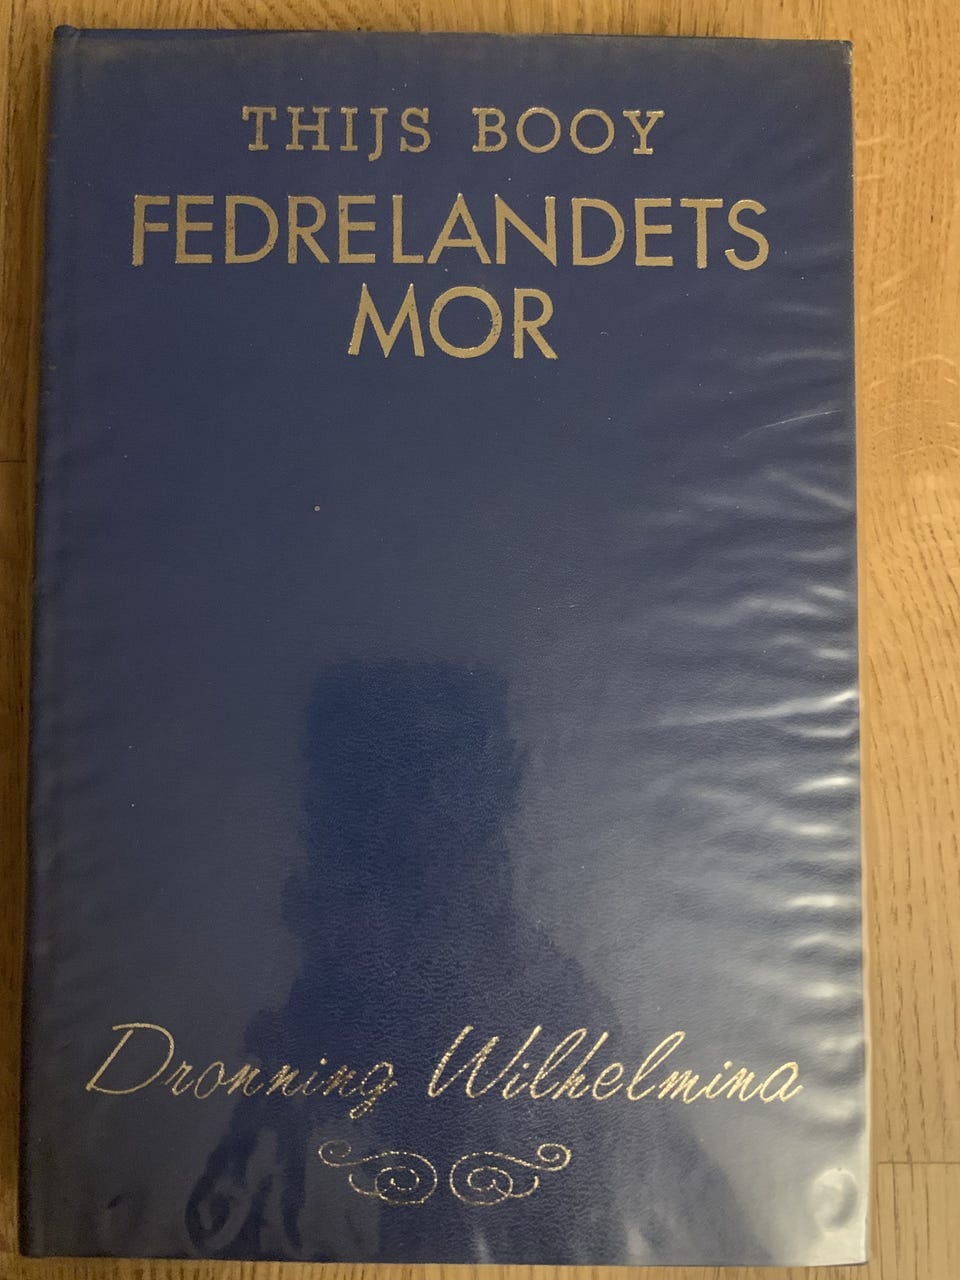 THIJS BOOY
FEDRELANDETS
MOR
Dronning Wilhelmina